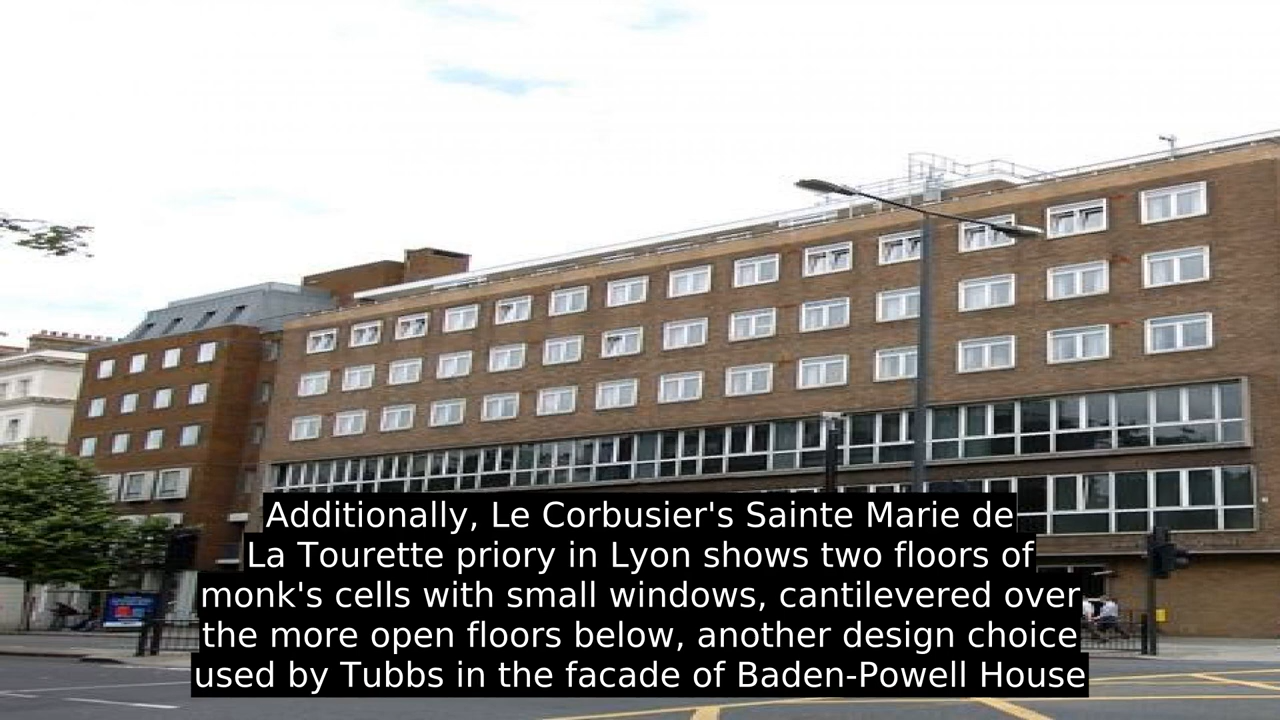 Additionally, Le Corbusier's Sainte Marie de
La Tourette priory in Lyon shows two floors of
monk's cells with small windows, cantilevered over
the more open floors below, another design choice
used by Tubbs in the facade of Baden-Powell House